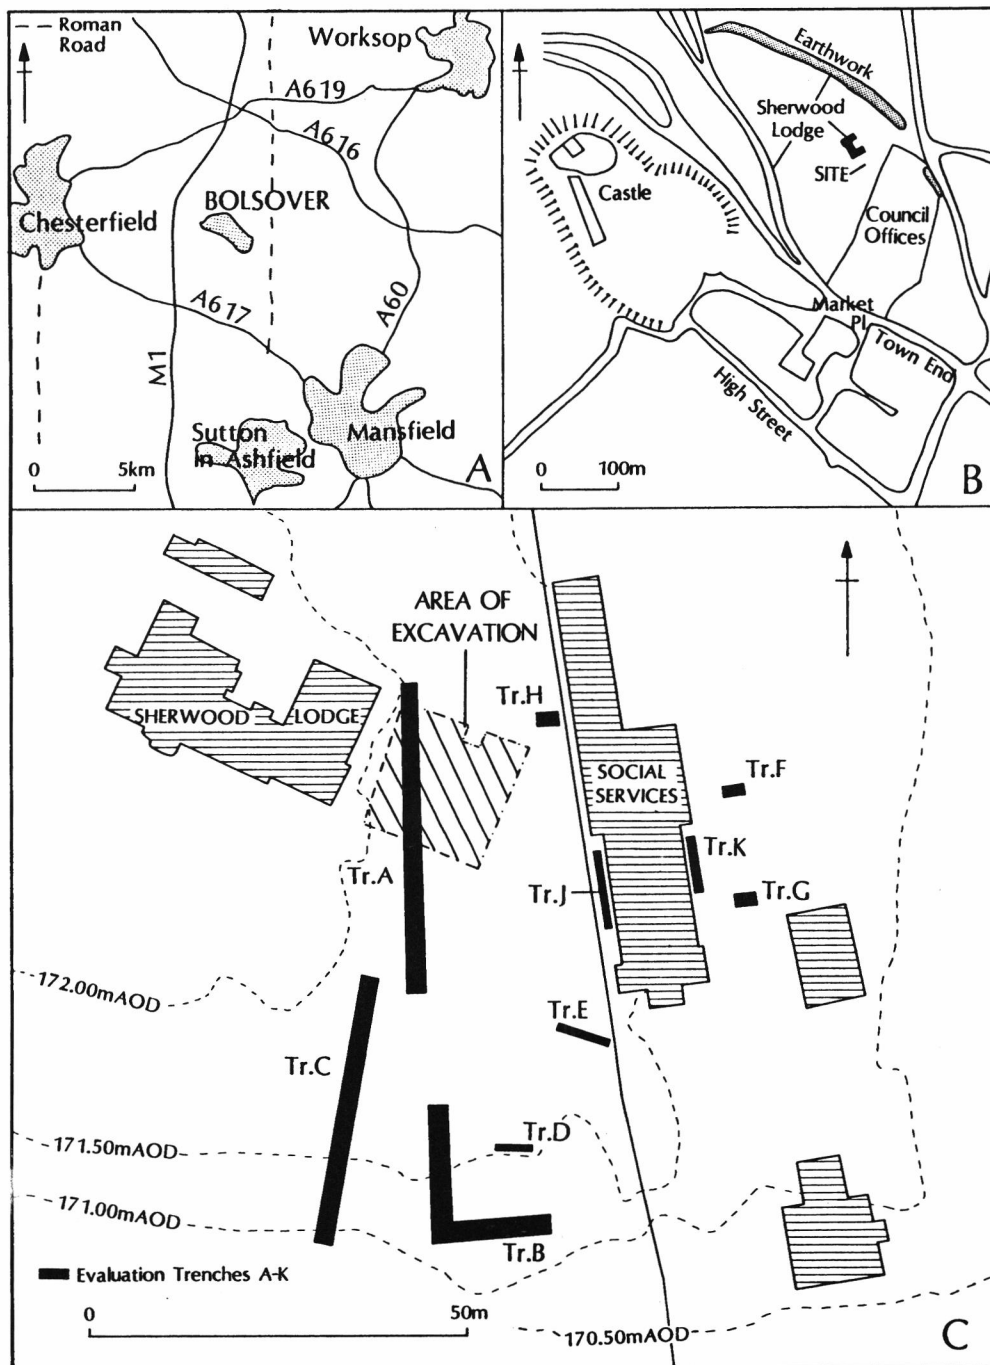 Roman
Road
Worksop
A619
A616
Chesterfield
BOLSOVER
A617
A60
M1
Sutton
in Ashfield
Mansfield
0 5km
A
Earthwork
Sherwood
Lodge
SITE
Castle
Council
Offices
Market
Pl.
Town End
High Street
0 100m
B
AREA OF
EXCAVATION
SHERWOOD LODGE
Tr.H
SOCIAL
SERVICES
Tr.F
Tr.K
Tr.A
Tr.J
Tr.G
172.00mAOD
Tr.E
Tr.C
Tr.D
171.50mAOD
171.00mAOD
Tr.B
Evaluation Trenches A-K
0 50m
170.50mAOD
C